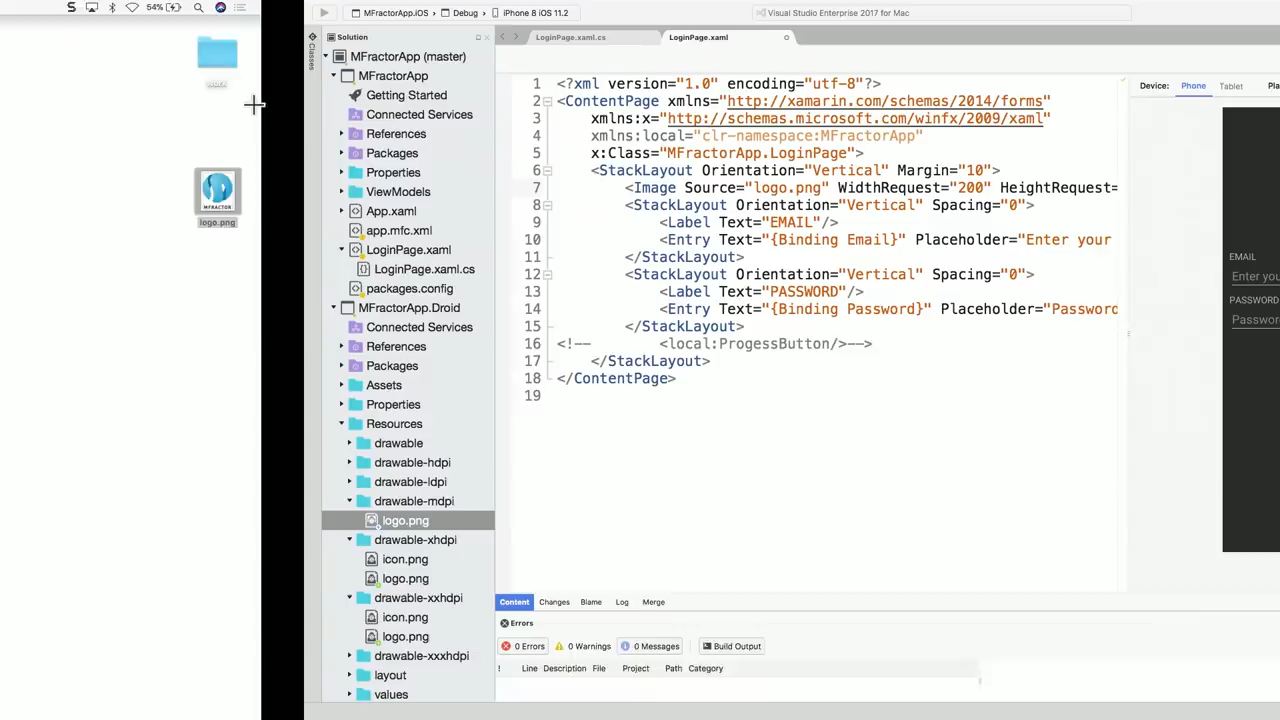 54%
MFRACTOR
logo.png
MFractorApp.iOS
Debug
iPhone 8 iOS 11.2
Visual Studio Enterprise 2017 for Mac
Classes
Solution
LoginPage.xaml.cs
LoginPage.xaml
MFractorApp (master)
MFractorApp
Getting Started
Connected Services
References
Packages
Properties
ViewModels
App.xaml
app.mfc.xml
LoginPage.xaml
LoginPage.xaml.cs
packages.config
MFractorApp.Droid
Connected Services
References
Packages
Assets
Properties
Resources
drawable
drawable-hdpi
drawable-ldpi
drawable-mdpi
logo.png
drawable-xhdpi
icon.png
logo.png
drawable-xxhdpi
icon.png
logo.png
drawable-xxxhdpi
layout
values
1 <?xml version="1.0" encoding="utf-8"?>
2 <ContentPage xmlns="http://xamarin.com/schemas/2014/forms"
3 xmlns:x="http://schemas.microsoft.com/winfx/2009/xaml"
4 xmlns:local="clr-namespace:MFractorApp"
5 x:Class="MFractorApp.LoginPage">
6 <StackLayout Orientation="Vertical" Margin="10">
7 <Image Source="logo.png" WidthRequest="200" HeightRequest=
8 <StackLayout Orientation="Vertical" Spacing="0">
9 <Label Text="EMAIL"/>
10 <Entry Text="{Binding Email}" Placeholder="Enter your
11 </StackLayout>
12 <StackLayout Orientation="Vertical" Spacing="0">
13 <Label Text="PASSWORD"/>
14 <Entry Text="{Binding Password}" Placeholder="Password
15 </StackLayout>
16 <!-- <local:ProgessButton/>-->
17 </StackLayout>
18 </ContentPage>
19
Device: Phone Tablet Pla
EMAIL
Enter you
PASSWORD
Passwor
Content Changes Blame Log Merge
Errors
0 Errors 0 Warnings 0 Messages Build Output
! Line Description File Project Path Category